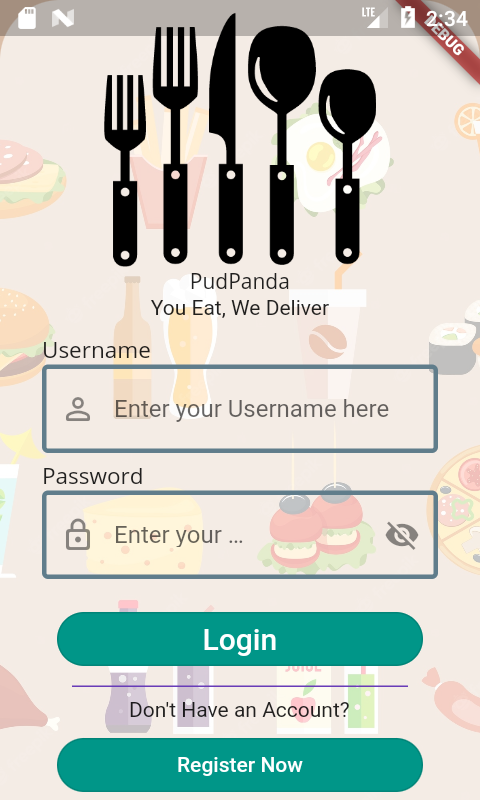 LTE 2:34
DEBUG
PudPanda
You Eat, We Deliver
Username
Enter your Username here
Password
Enter your ...
Login
JUICE
Don't Have an Account?
Register Now